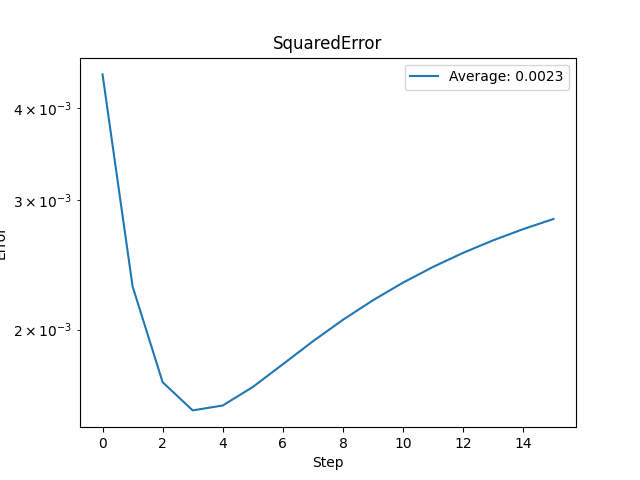 SquaredError
Average: 0.0023
4 × 10⁻³
3 × 10⁻³
2 × 10⁻³
Error
0 2 4 6 8 10 12 14
Step